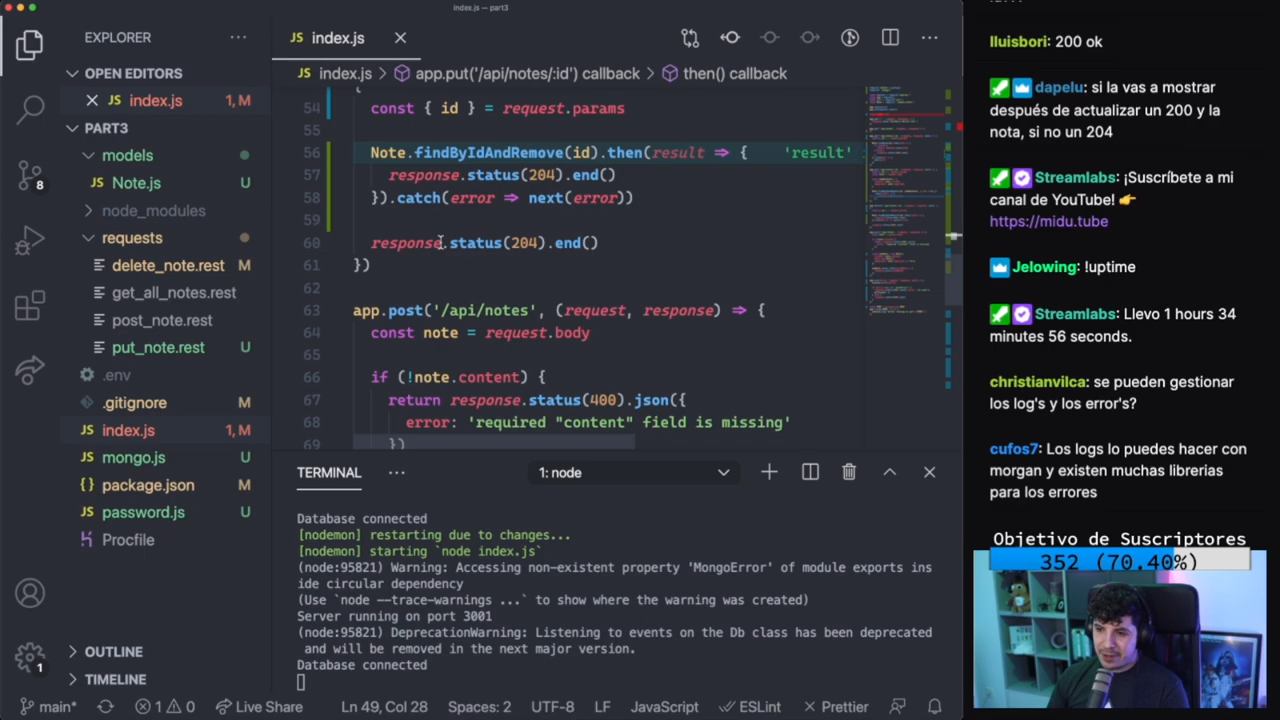 index.js — part3
EXPLORER
index.js
OPEN EDITORS
index.js 1, M
PART3
models
Note.js U
node_modules
requests
delete_note.rest M
get_all_notes.rest
post_note.rest
put_note.rest U
.env
.gitignore M
index.js 1, M
mongo.js U
package.json M
password.js U
Procfile
OUTLINE
TIMELINE
8
1
index.js > app.put('/api/notes/:id') callback > then() callback
54 const { id } = request.params
55
56 Note.findByIdAndRemove(id).then(result => { 'result'
57 response.status(204).end()
58 }).catch(error => next(error))
59
60 response.status(204).end()
61 })
62
63 app.post('/api/notes', (request, response) => {
64 const note = request.body
65
66 if (!note.content) {
67 return response.status(400).json({
68 error: 'required "content" field is missing'
69 })
TERMINAL
1: node
Database connected
[nodemon] restarting due to changes...
[nodemon] starting `node index.js`
(node:95821) Warning: Accessing non-existent property 'MongoError' of module exports ins
ide circular dependency
(Use `node --trace-warnings ...` to show where the warning was created)
Server running on port 3001
(node:95821) DeprecationWarning: Listening to events on the Db class has been deprecated
and will be removed in the next major version.
Database connected
main* 1 0 Live Share Ln 49, Col 28 Spaces: 2 UTF-8 LF JavaScript ESLint Prettier
lluisbori: 200 ok
dapelu: si la vas a mostrar
después de actualizar un 200 y la
nota, si no un 204
Streamlabs: ¡Suscríbete a mi
canal de YouTube! 👉
https://midu.tube
Jelowing: !uptime
Streamlabs: Llevo 1 hours 34
minutes 56 seconds.
christianvilca: se pueden gestionar
los log's y los error's?
cufos7: Los logs lo puedes hacer con
morgan y existen muchas librerias
para los errores
Objetivo de Suscriptores
352 (70.40%)